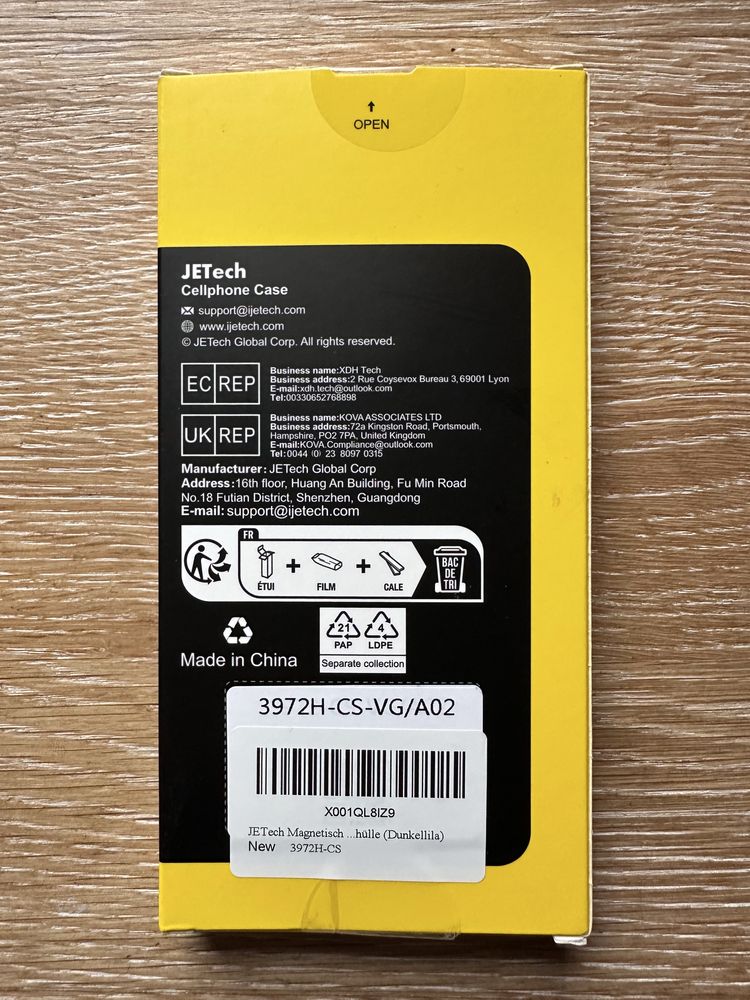 OPEN
JETech
Cellphone Case
support@ijetech.com
www.ijetech.com
© JETech Global Corp. All rights reserved.
EC REP
Business name:XDH Tech
Business address:2 Rue Coysevox Bureau 3,69001 Lyon
E-mail:xdh.tech@outlook.com
Tel:00330652768898
UK REP
Business name:KOVA ASSOCIATES LTD
Business address:72a Kingston Road, Portsmouth,
Hampshire, PO2 7PA, United Kingdom
E-mail:KOVA.Compliance@outlook.com
Tel:0044 (0) 23 8097 0315
Manufacturer: JETech Global Corp
Address:16th floor, Huang An Building, Fu Min Road
No.18 Futian District, Shenzhen, Guangdong
E-mail: support@ijetech.com
FR
ÉTUI + FILM + CALE
BAC
DE
TRI
21 4
PAP LDPE
Separate collection
Made in China
3972H-CS-VG/A02
X001QL8IZ9
JETech Magnetisch ...hülle (Dunkellila)
New 3972H-CS